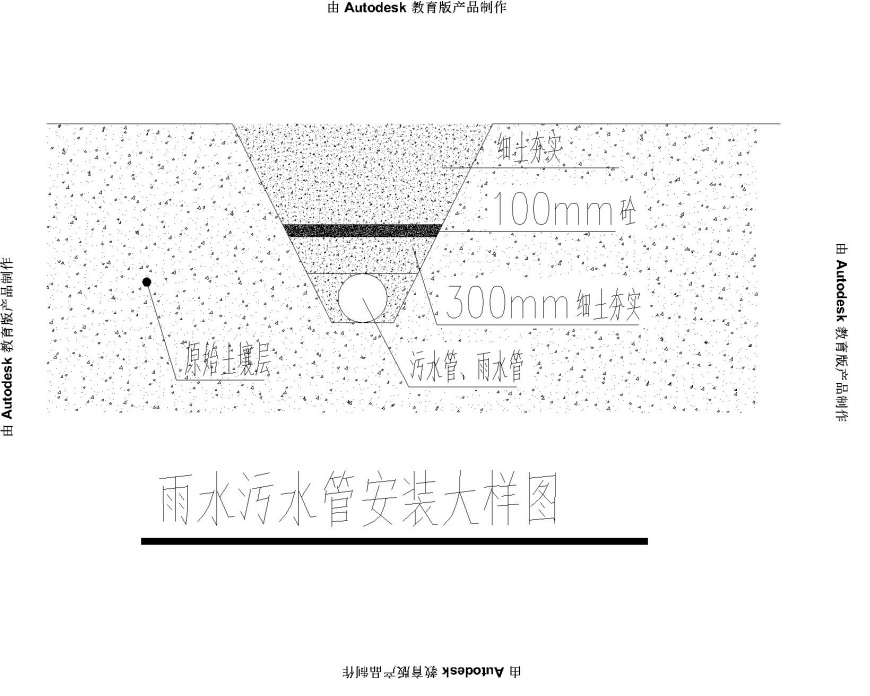 由 Autodesk 教育版产品制作
细土夯实
100mm砼
由 Autodesk 教育版产品制作
由 Autodesk 教育版产品制作
300mm细土夯实
原始土壤层
污水管、雨水管
雨水污水管安装大样图
由 Autodesk 教育版产品制作